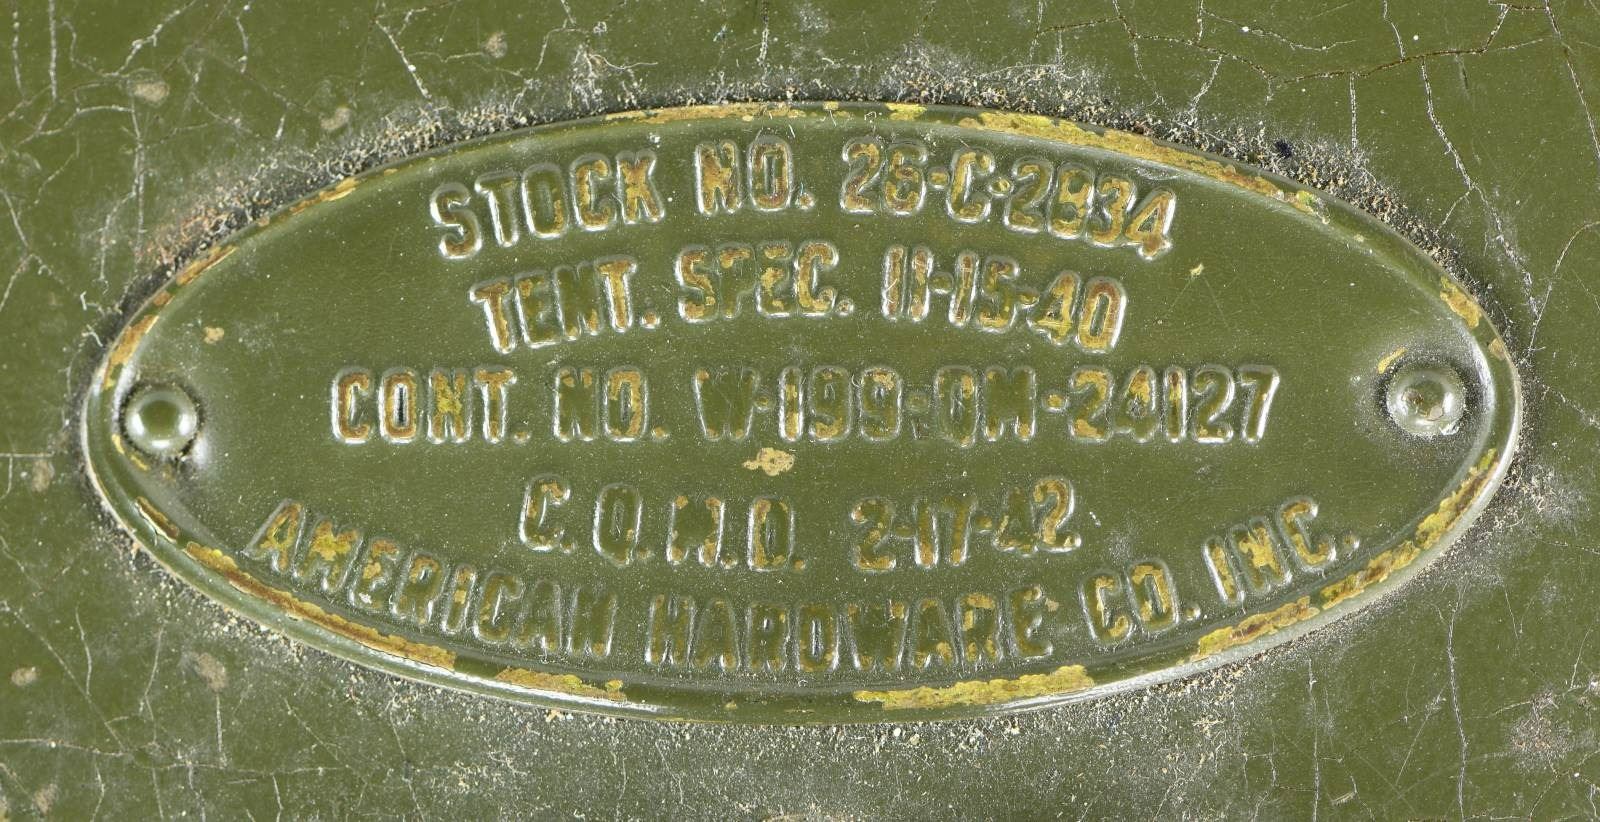 STOCK NO. 26-C-2834
TENT. SPEC. 11-15-40
CONT. NO. W-199-QM-24127
C.Q.M.D. 2-17-42
AMERICAN HARDWARE CO. INC.